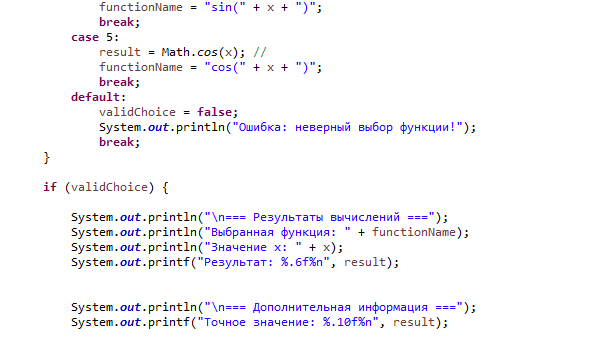 functionName = "sin(" + x + ")";
break;
case 5:
result = Math.cos(x); //
functionName = "cos(" + x + ")";
break;
default:
validChoice = false;
System.out.println("Ошибка: неверный выбор функции!");
break;
}
if (validChoice) {
System.out.println("\n=== Результаты вычислений ===");
System.out.println("Выбранная функция: " + functionName);
System.out.println("Значение x: " + x);
System.out.printf("Результат: %.6f%n", result);
System.out.println("\n=== Дополнительная информация ===");
System.out.printf("Точное значение: %.10f%n", result);